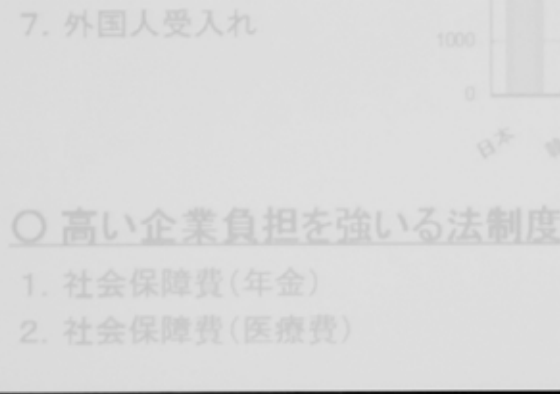 7. 外国人受入れ
1000
0
日本
〇 高い企業負担を強いる法制度
1. 社会保障費(年金)
2. 社会保障費(医療費)